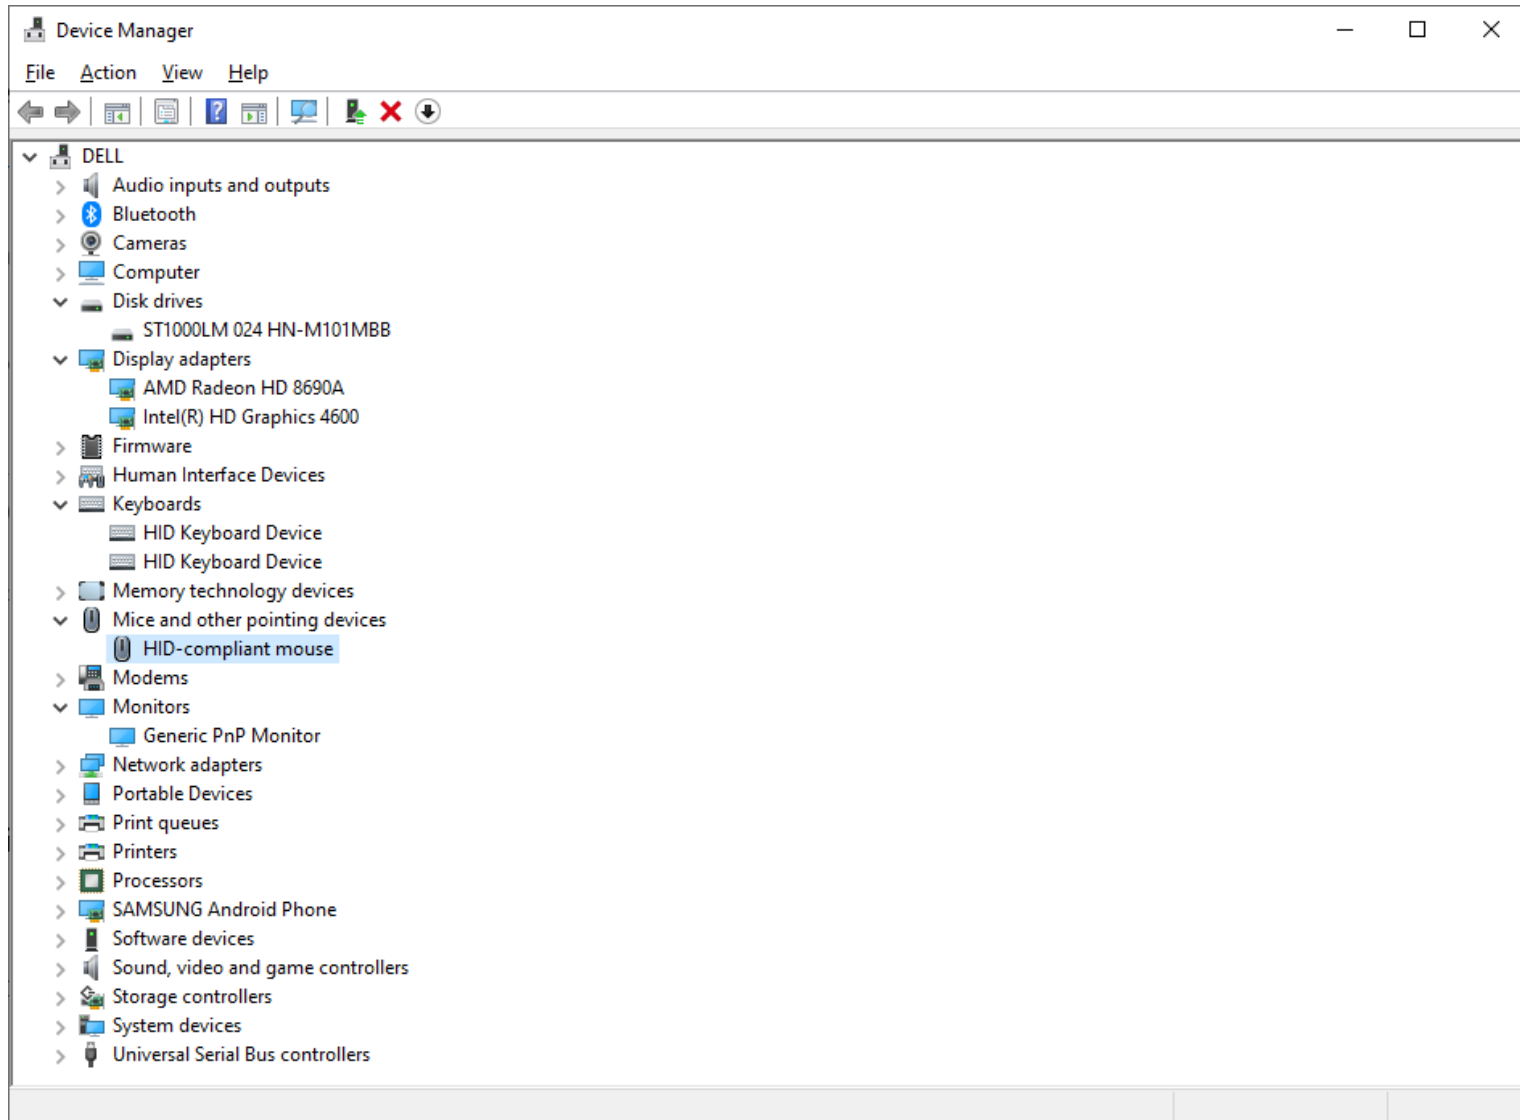 Device Manager
File Action View Help
DELL
Audio inputs and outputs
Bluetooth
Cameras
Computer
Disk drives
ST1000LM 024 HN-M101MBB
Display adapters
AMD Radeon HD 8690A
Intel(R) HD Graphics 4600
Firmware
Human Interface Devices
Keyboards
HID Keyboard Device
HID Keyboard Device
Memory technology devices
Mice and other pointing devices
HID-compliant mouse
Modems
Monitors
Generic PnP Monitor
Network adapters
Portable Devices
Print queues
Printers
Processors
SAMSUNG Android Phone
Software devices
Sound, video and game controllers
Storage controllers
System devices
Universal Serial Bus controllers